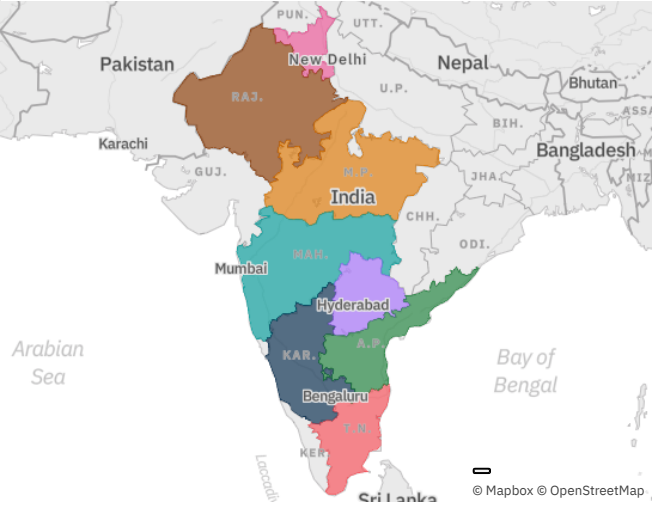 PUN.
UTT.
New Delhi
Pakistan
Nepal
Bhutan
RAJ.
U.P.
ASSA
BIH.
Karachi
Bangladesh
GUJ.
M.P.
JHA.
MIZ
India
CHH.
ODI.
MAH.
Mumbai
Hyderabad
Arabian
Sea
KAR.
A.P.
Bay of
Bengal
Bengaluru
T.N.
KER
Laccadiv
Sri Lanka
© Mapbox © OpenStreetMap